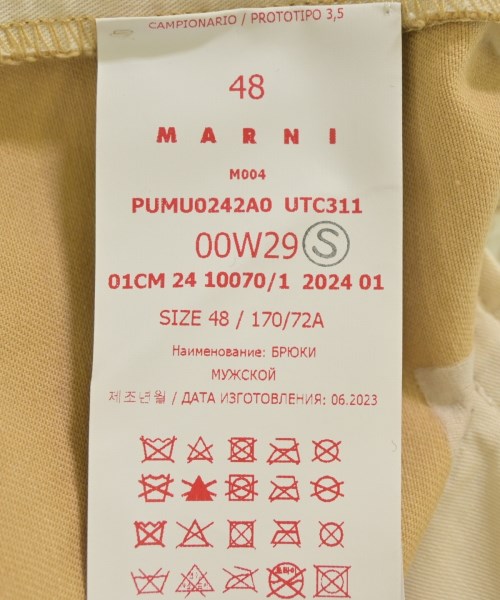 CAMPIONARIO / PROTOTIPO 3,5
48
MARNI
M004
PUMU0242A0 UTC311
00W29 S
01CM 24 10070/1 2024 01
SIZE 48 / 170/72A
Наименование: БРЮКИ
МУЖСКОЙ
제조년월 / ДАТА ИЗГОТОВЛЕНИЯ: 06.2023